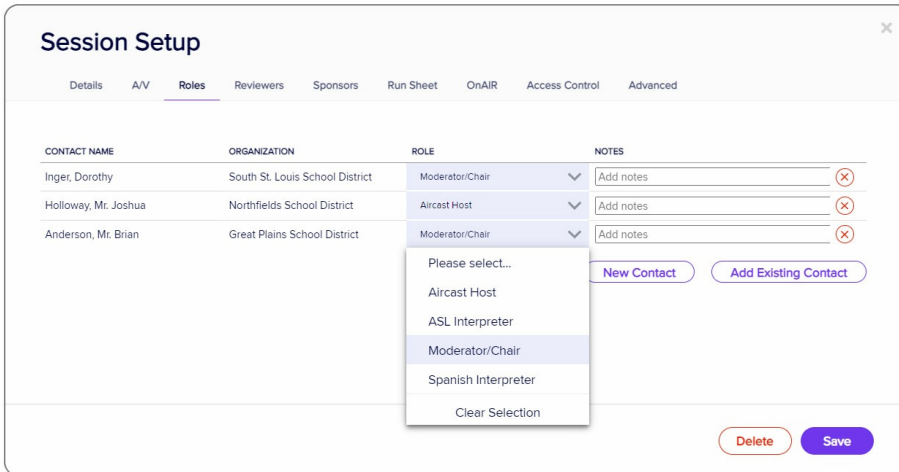 Session Setup
Details A/V Roles Reviewers Sponsors Run Sheet OnAIR Access Control Advanced
CONTACT NAME ORGANIZATION ROLE NOTES
Inger, Dorothy South St. Louis School District Moderator/Chair Add notes
Holloway, Mr. Joshua Northfields School District Aircast Host Add notes
Anderson, Mr. Brian Great Plains School District Moderator/Chair Add notes
Please select...
Aircast Host
ASL Interpreter
Moderator/Chair
Spanish Interpreter
Clear Selection
New Contact Add Existing Contact
Delete Save